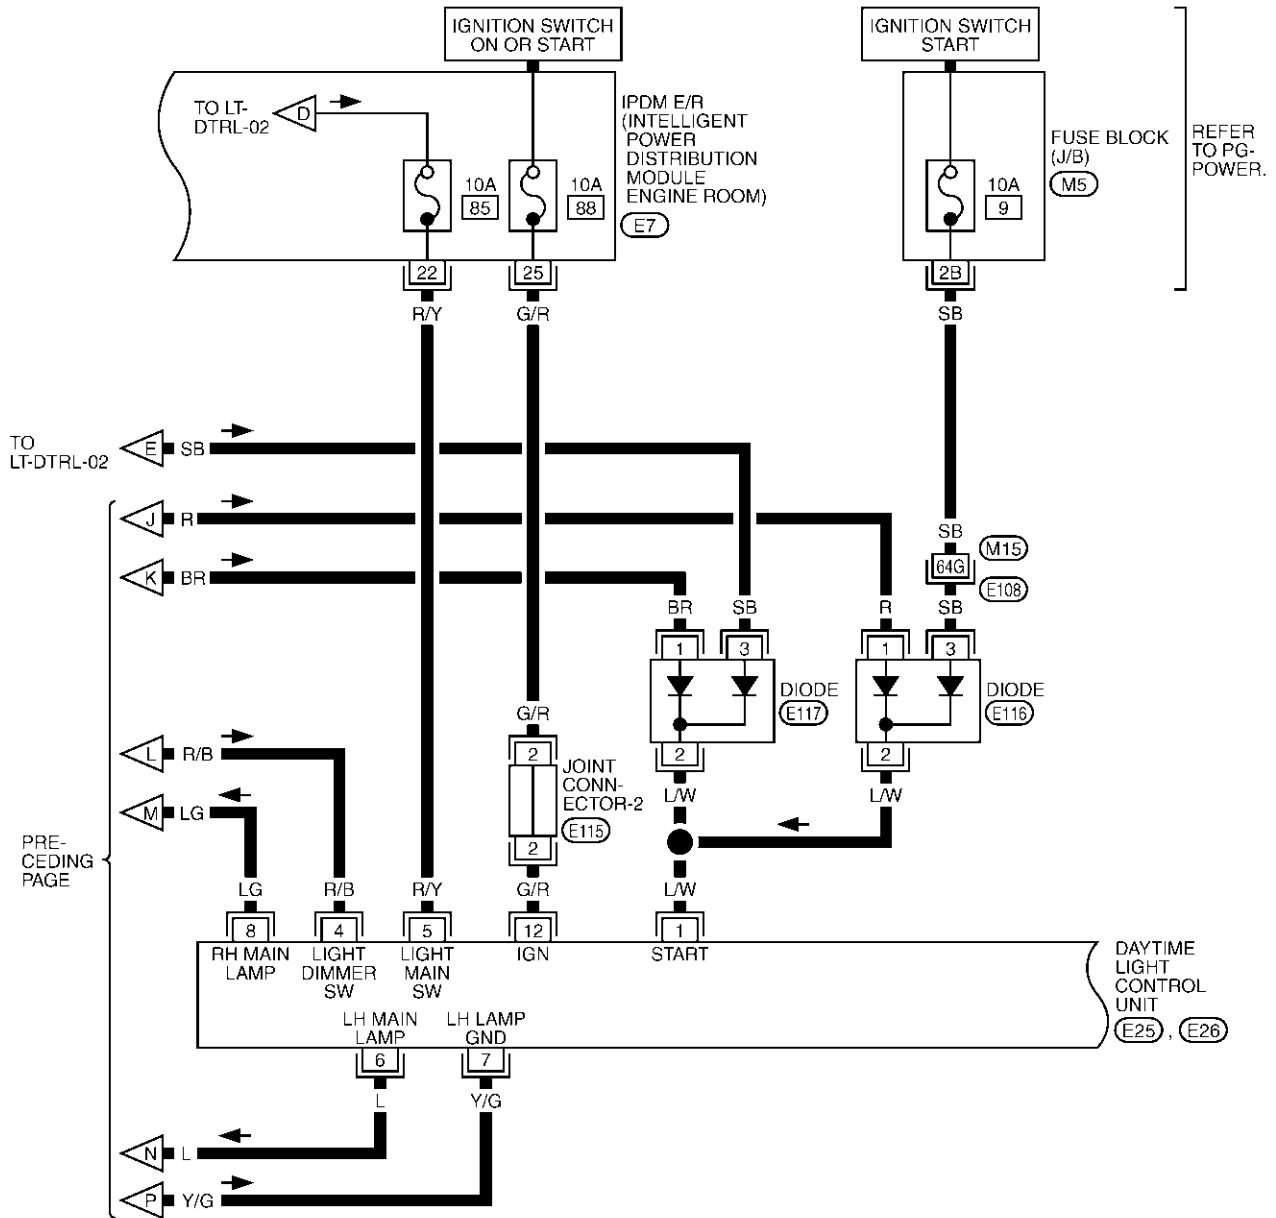 IGNITION SWITCH
ON OR START
IGNITION SWITCH
START
TO LT-
DTRL-02
D
IPDM E/R
(INTELLIGENT
POWER
DISTRIBUTION
MODULE
ENGINE ROOM)
E7
10A
85
10A
88
10A
9
FUSE BLOCK
(J/B)
M5
REFER
TO PG-
POWER.
22
25
2B
R/Y
G/R
SB
TO
LT-DTRL-02
E
SB
J
R
K
BR
SB
64G
M15
E108
BR
SB
R
SB
1
3
1
3
DIODE
E117
DIODE
E116
2
2
L/W
L/W
G/R
2
JOINT
CONN-
ECTOR-2
E115
2
L
R/B
M
LG
PRE-
CEDING
PAGE
LG
R/B
R/Y
G/R
L/W
8
4
5
12
1
RH MAIN
LAMP
LIGHT
DIMMER
SW
LIGHT
MAIN
SW
IGN
START
DAYTIME
LIGHT
CONTROL
UNIT
E25 , E26
LH MAIN
LAMP
LH LAMP
GND
6
7
L
Y/G
N
L
P
Y/G